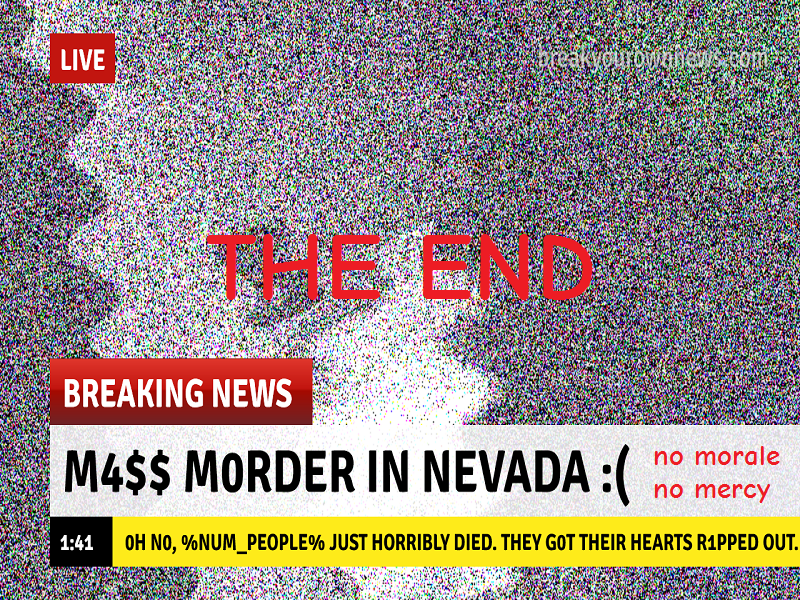 LIVE
breakyourownnews.com
THE END
BREAKING NEWS
M4$$ M0RDER IN NEVADA :(
no morale
no mercy
1:41
0H N0, %NUM_PEOPLE% JUST HORRIBLY DIED. THEY G0T THEIR HEARTS R1PPED OUT.